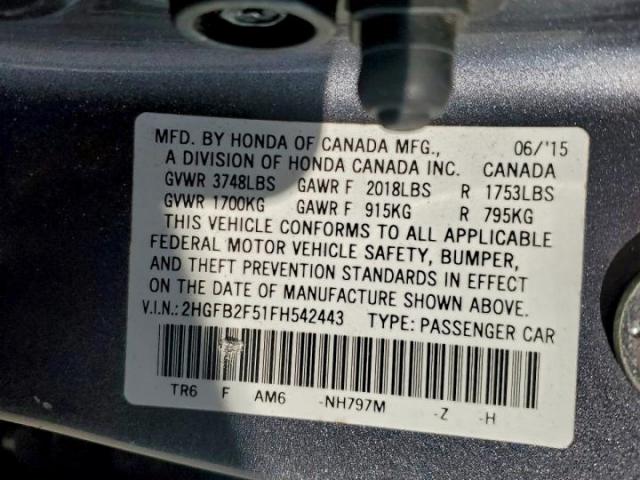 MFD. BY HONDA OF CANADA MFG., 06/'15
A DIVISION OF HONDA CANADA INC. CANADA
GVWR 3748LBS GAWR F 2018LBS R 1753LBS
GVWR 1700KG GAWR F 915KG R 795KG
THIS VEHICLE CONFORMS TO ALL APPLICABLE
FEDERAL MOTOR VEHICLE SAFETY, BUMPER,
AND THEFT PREVENTION STANDARDS IN EFFECT
ON THE DATE OF MANUFACTURE SHOWN ABOVE.
V.I.N.: 2HGFB2F51FH542443 TYPE: PASSENGER CAR
TR6 F AM6 -NH797M -Z -H